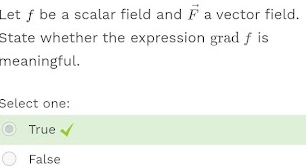 Let f be a scalar field and F⃗ a vector field.
State whether the expression grad f is
meaningful.
Select one:
True
False